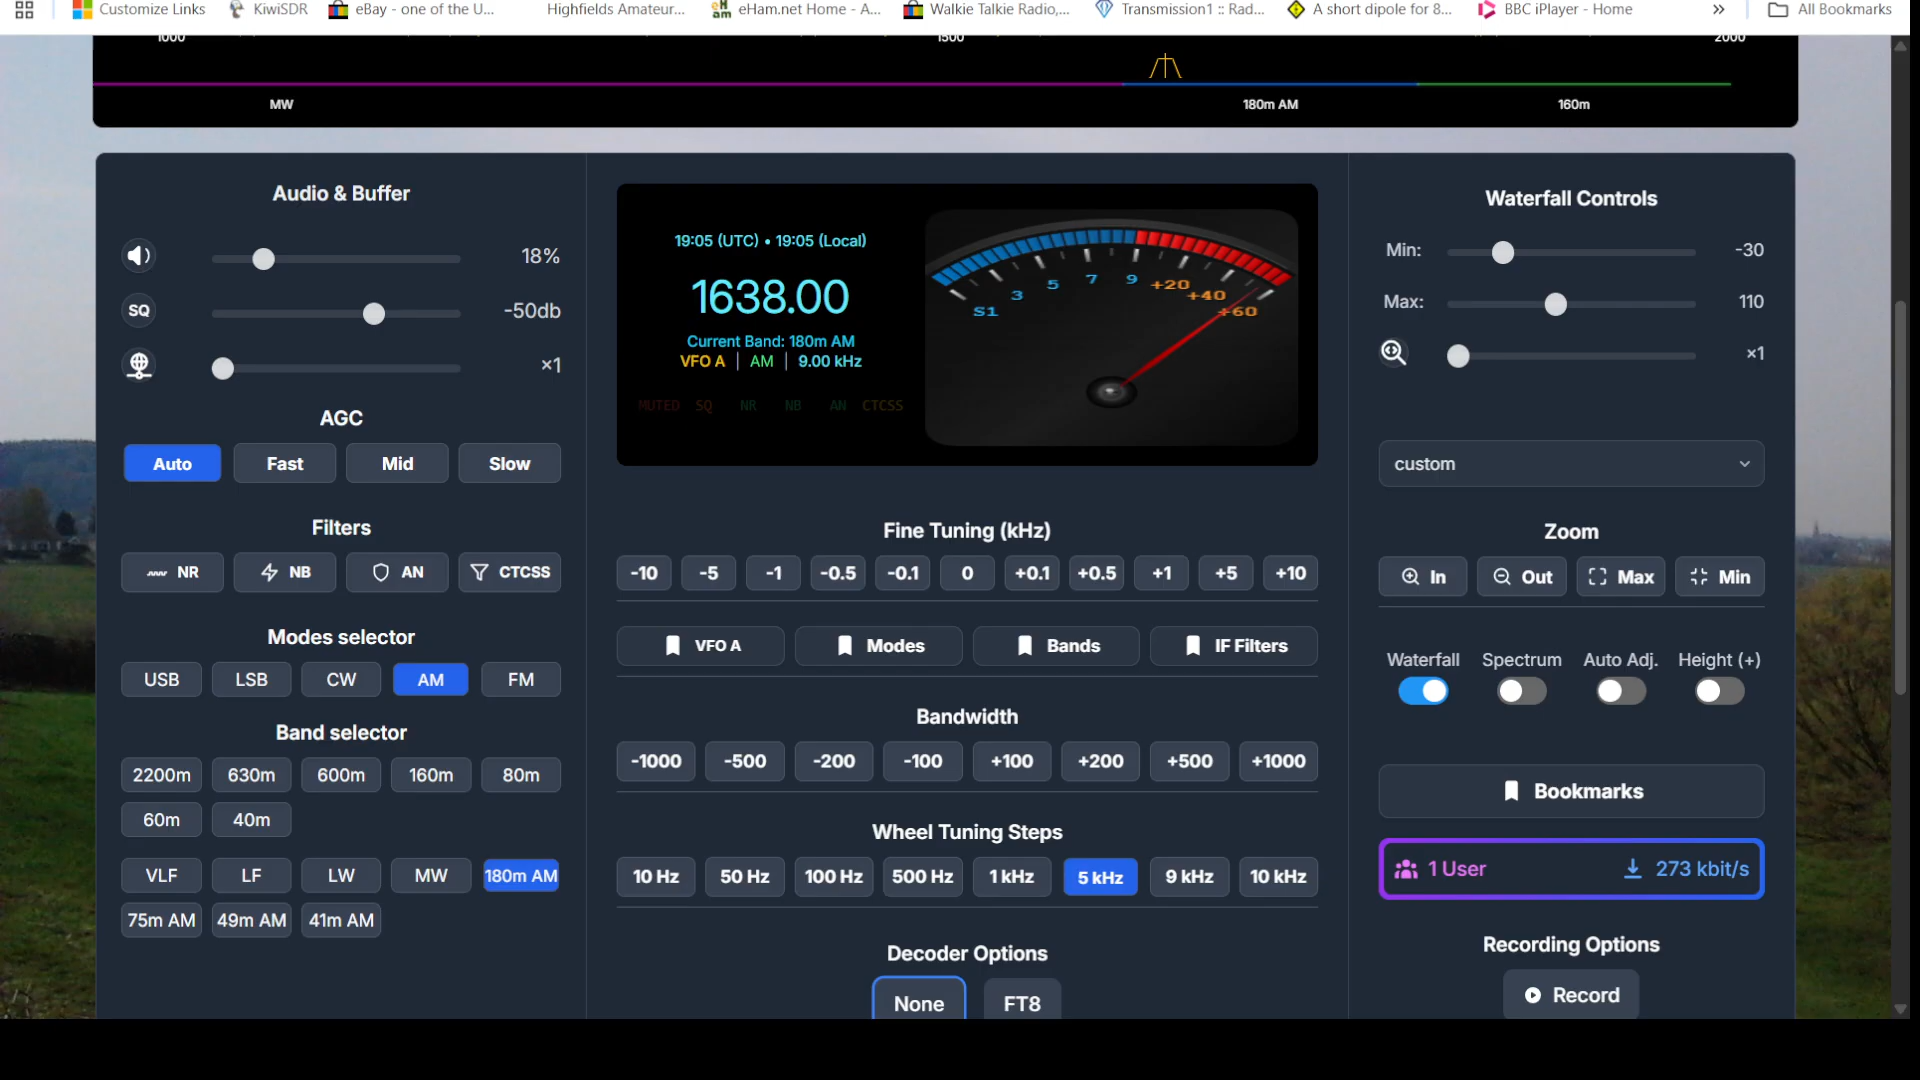 Customize Links KiwiSDR eBay - one of the U... Highfields Amateur... eHam.net Home - A... Walkie Talkie Radio,... Transmission1 :: Rad... A short dipole for 8... BBC iPlayer - Home » All Bookmarks
1000 1500 2000
MW 180m AM 160m
Audio & Buffer
18%
SQ -50db
×1
AGC
Auto Fast Mid Slow
Filters
NR NB AN CTCSS
Modes selector
USB LSB CW AM FM
Band selector
2200m 630m 600m 160m 80m
60m 40m
VLF LF LW MW 180m AM
75m AM 49m AM 41m AM
19:05 (UTC) • 19:05 (Local)
1638.00
Current Band: 180m AM
VFO A | AM | 9.00 kHz
MUTED SQ NR NB AN CTCSS
S1 3 5 7 9 +20 +40 +60
Fine Tuning (kHz)
-10 -5 -1 -0.5 -0.1 0 +0.1 +0.5 +1 +5 +10
VFO A Modes Bands IF Filters
Bandwidth
-1000 -500 -200 -100 +100 +200 +500 +1000
Wheel Tuning Steps
10 Hz 50 Hz 100 Hz 500 Hz 1 kHz 5 kHz 9 kHz 10 kHz
Decoder Options
None FT8
Waterfall Controls
Min: -30
Max: 110
×1
custom
Zoom
In Out Max Min
Waterfall Spectrum Auto Adj. Height (+)
Bookmarks
1 User 273 kbit/s
Recording Options
Record